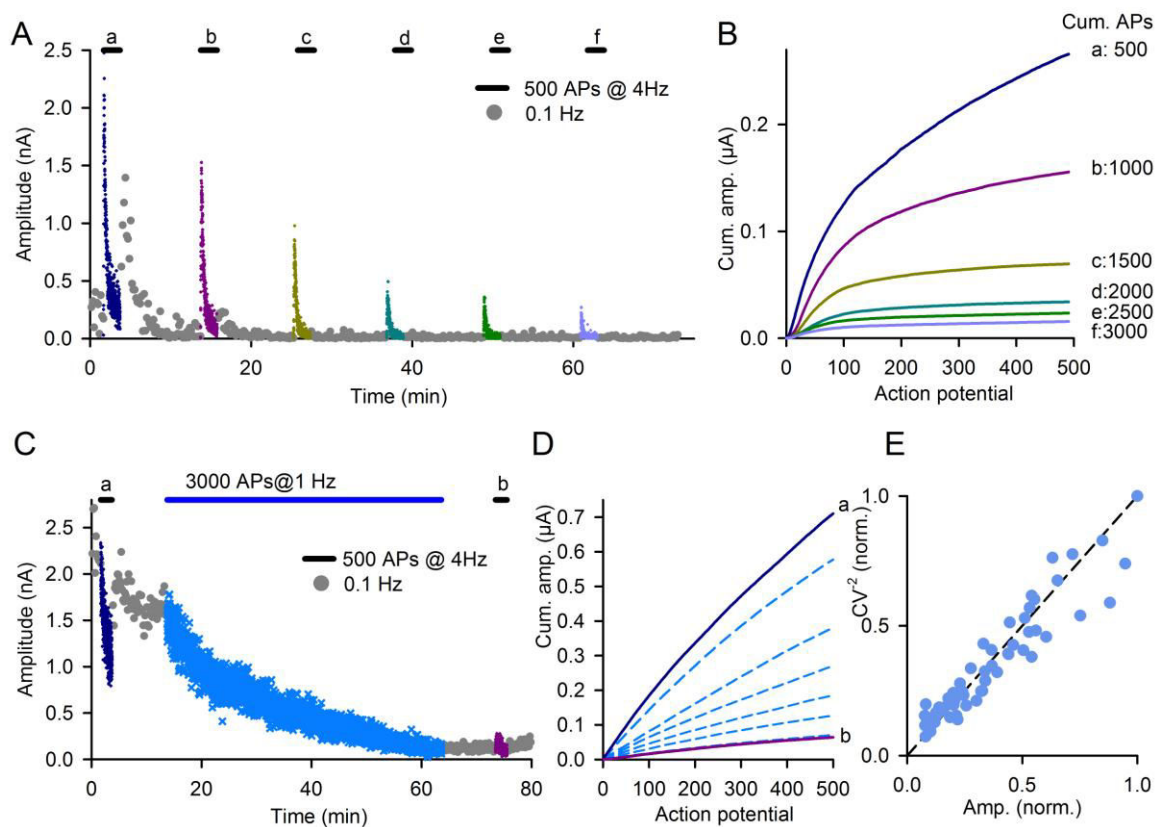 A
a b c d e f
2.5
2.0
1.5
1.0
0.5
0.0
Amplitude (nA)
500 APs @ 4Hz
0.1 Hz
0 20 40 60
Time (min)
B
Cum. APs
a: 500
b:1000
c:1500
d:2000
e:2500
f:3000
0.2
0.1
0.0
Cum. amp. (µA)
0 100 200 300 400 500
Action potential
C
a 3000 APs@1 Hz b
2.5
2.0
1.5
1.0
0.5
0.0
Amplitude (nA)
500 APs @ 4Hz
0.1 Hz
0 20 40 60 80
Time (min)
D
a
b
0.7
0.6
0.5
0.4
0.3
0.2
0.1
0.0
Cum. amp. (µA)
0 100 200 300 400 500
Action potential
E
1.0
0.5
0.0
CV⁻² (norm.)
0.0 0.5 1.0
Amp. (norm.)